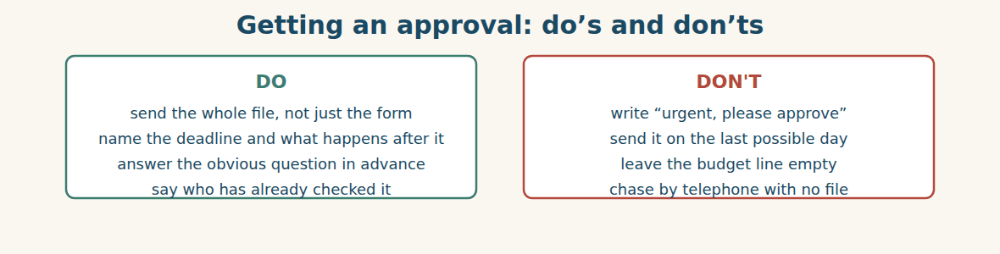 Getting an approval: do’s and don’ts
DO
send the whole file, not just the form
name the deadline and what happens after it
answer the obvious question in advance
say who has already checked it
DON'T
write “urgent, please approve”
send it on the last possible day
leave the budget line empty
chase by telephone with no file